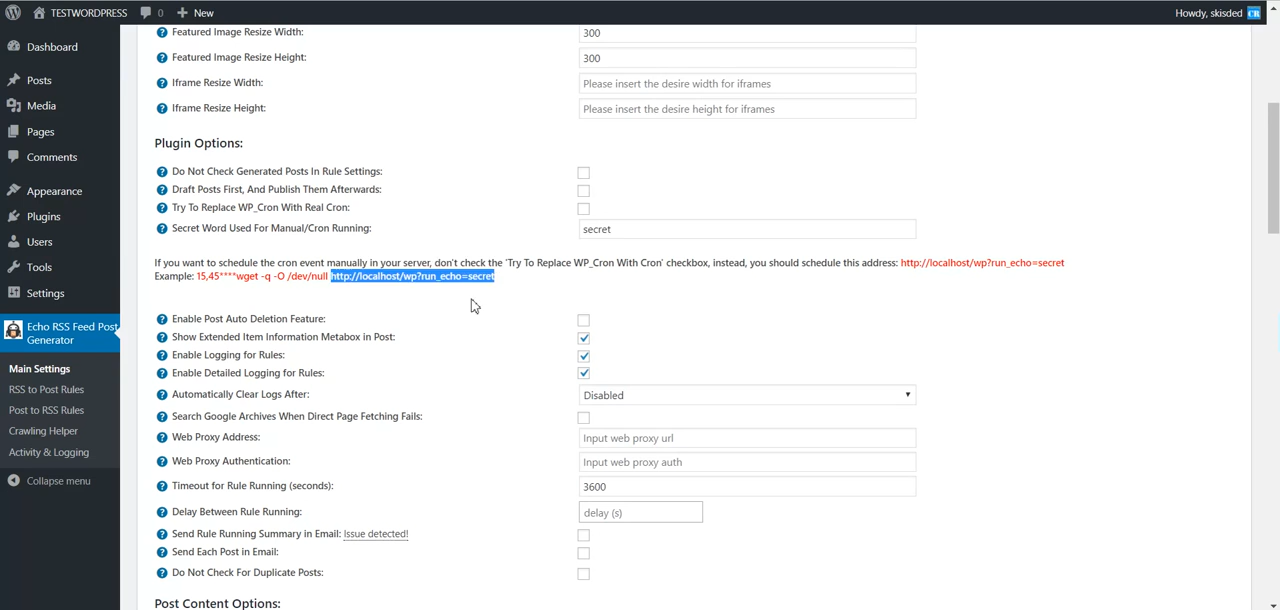 TESTWORDPRESS
0
New
Howdy, skisded
CR
Dashboard
Posts
Media
Pages
Comments
Appearance
Plugins
Users
Tools
Settings
Echo RSS Feed Post
Generator
Main Settings
RSS to Post Rules
Post to RSS Rules
Crawling Helper
Activity & Logging
Collapse menu
Featured Image Resize Width:
300
Featured Image Resize Height:
300
Iframe Resize Width:
Please insert the desire width for iframes
Iframe Resize Height:
Please insert the desire height for iframes
Plugin Options:
Do Not Check Generated Posts In Rule Settings:
Draft Posts First, And Publish Them Afterwards:
Try To Replace WP_Cron With Real Cron:
Secret Word Used For Manual/Cron Running:
secret
If you want to schedule the cron event manually in your server, don't check the 'Try To Replace WP_Cron With Cron' checkbox, instead, you should schedule this address: http://localhost/wp?run_echo=secret
Example: 15,45****wget -q -O /dev/null http://localhost/wp?run_echo=secret
Enable Post Auto Deletion Feature:
Show Extended Item Information Metabox in Post:
Enable Logging for Rules:
Enable Detailed Logging for Rules:
Automatically Clear Logs After:
Disabled
Search Google Archives When Direct Page Fetching Fails:
Web Proxy Address:
Input web proxy url
Web Proxy Authentication:
Input web proxy auth
Timeout for Rule Running (seconds):
3600
Delay Between Rule Running:
delay (s)
Send Rule Running Summary in Email: Issue detected!
Send Each Post in Email:
Do Not Check For Duplicate Posts:
Post Content Options: